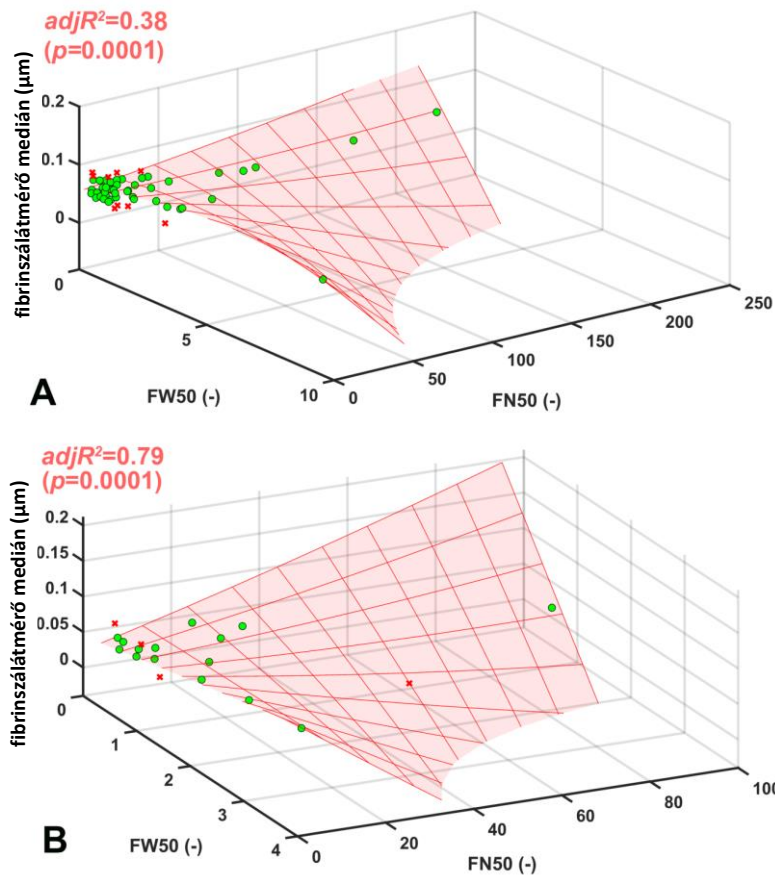 adjR²=0.38
(p=0.0001)
fibrinszálátmérő medián (µm)
0.2
0.1
0
0
5
10
FW50 (-)
0
50
100
150
200
250
FN50 (-)
A
adjR²=0.79
(p=0.0001)
fibrinszálátmérő medián (µm)
0.2
0.15
0.1
0.05
0
0
1
2
3
4
FW50 (-)
0
20
40
60
80
100
FN50 (-)
B